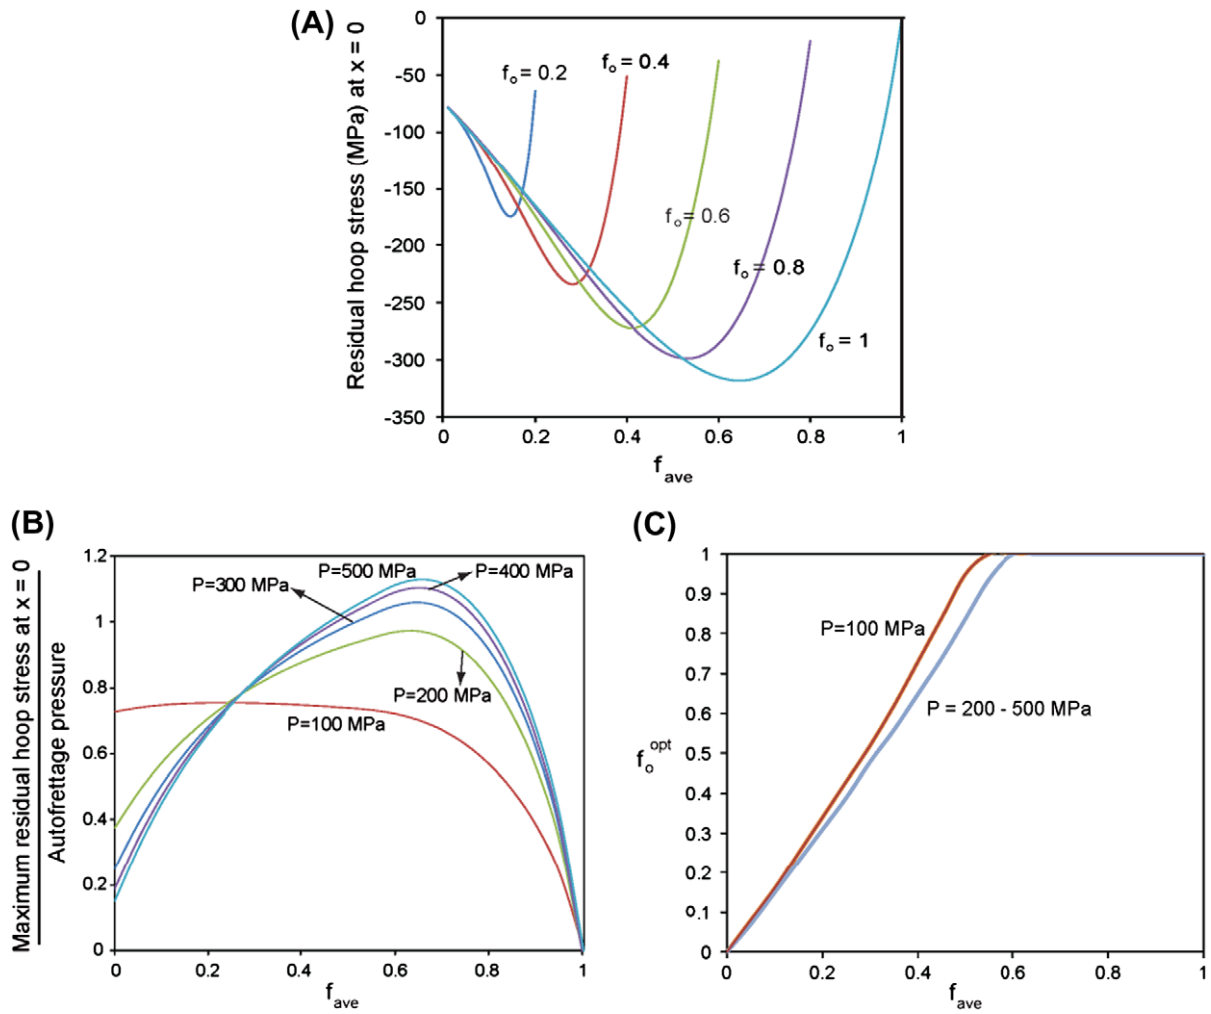 (A)
Residual hoop stress (MPa) at x = 0
0
-50
-100
-150
-200
-250
-300
-350
fo = 0.2
fo = 0.4
fo = 0.6
fo = 0.8
fo = 1
0 0.2 0.4 0.6 0.8 1
fave
(B)
Maximum residual hoop stress at x = 0
Autofrettage pressure
1.2
1
0.8
0.6
0.4
0.2
0
P=300 MPa
P=500 MPa
P=400 MPa
P=200 MPa
P=100 MPa
0 0.2 0.4 0.6 0.8 1
fave
(C)
fo opt
1
0.9
0.8
0.7
0.6
0.5
0.4
0.3
0.2
0.1
0
P=100 MPa
P = 200 - 500 MPa
0 0.2 0.4 0.6 0.8 1
fave